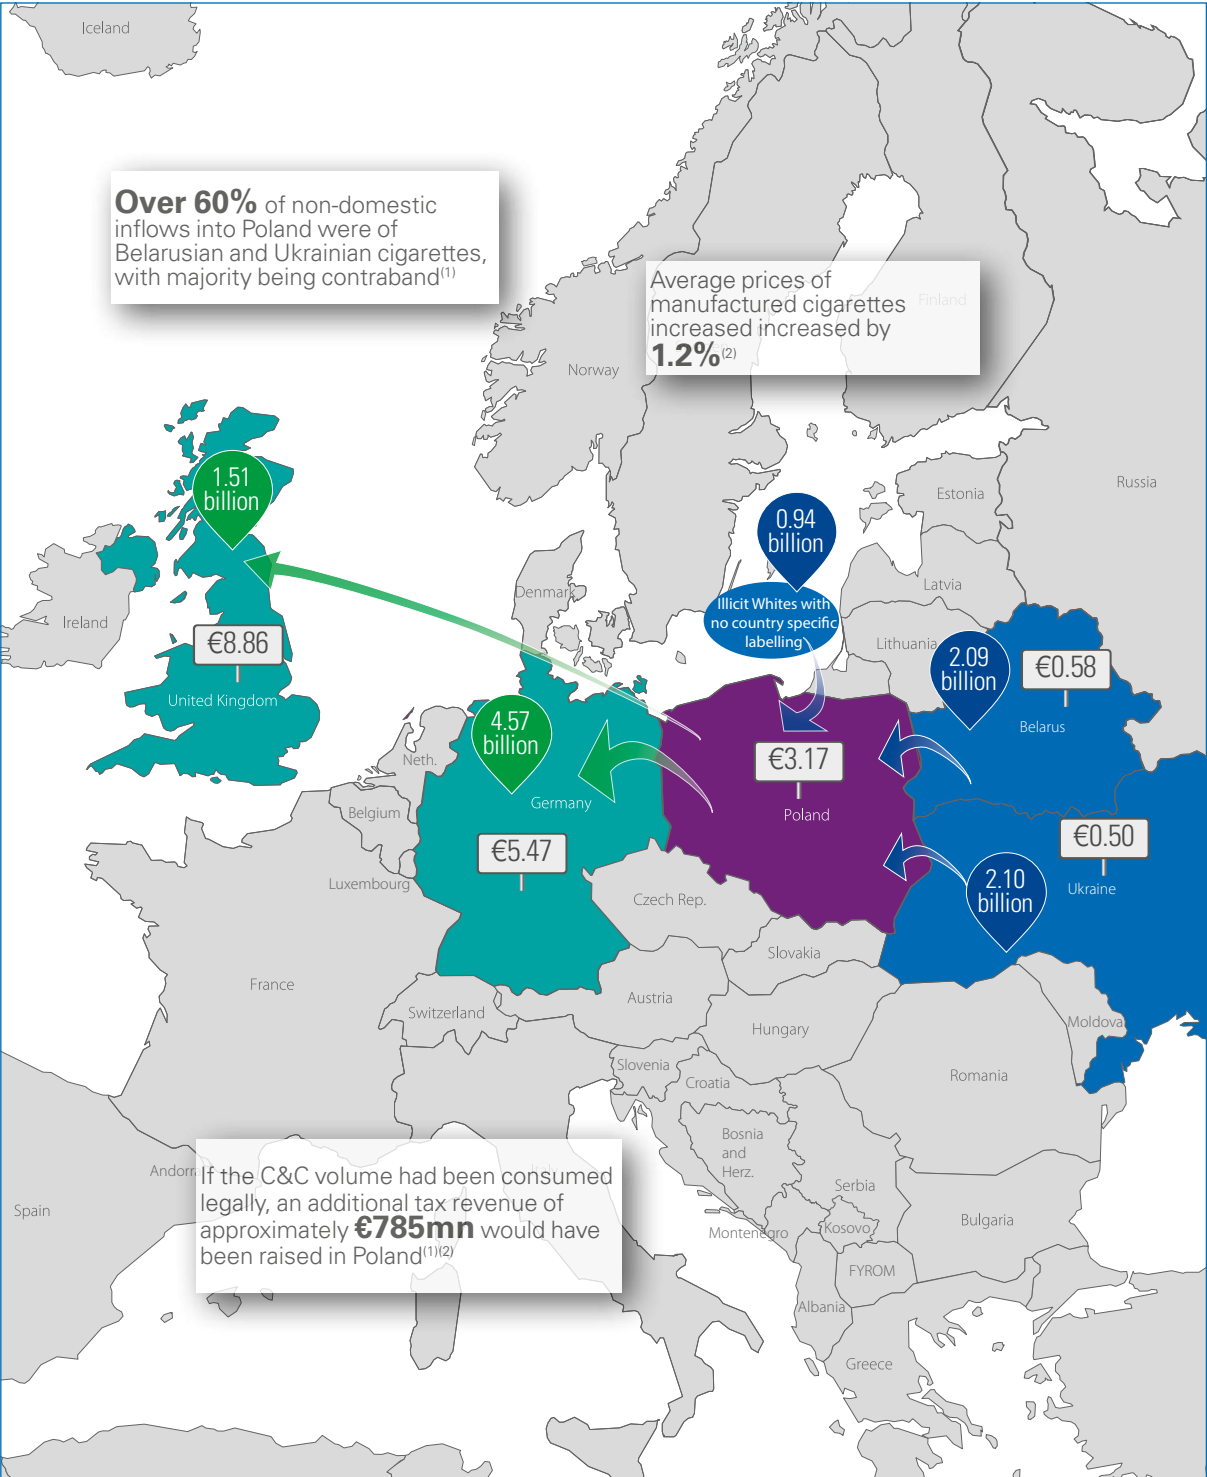 Iceland
Over 60% of non-domestic
inflows into Poland were of
Belarusian and Ukrainian cigarettes,
with majority being contraband(1)
Average prices of
manufactured cigarettes
increased increased by
1.2%(2)
Finland
Norway
Russia
Estonia
Latvia
Lithuania
Denmark
Ireland
1.51
billion
€8.86
United Kingdom
0.94
billion
Illicit Whites with
no country specific
labelling
2.09
billion
€0.58
Belarus
4.57
billion
Neth.
Germany
€5.47
€3.17
Poland
€0.50
Ukraine
2.10
billion
Belgium
Luxembourg
Czech Rep.
Slovakia
France
Switzerland
Austria
Hungary
Moldova
Slovenia
Croatia
Romania
Bosnia
and
Herz.
Serbia
Andorra
If the C&C volume had been consumed
legally, an additional tax revenue of
approximately €785mn would have
been raised in Poland(1)(2)
Spain
Montenegro
Kosovo
Bulgaria
FYROM
Albania
Greece